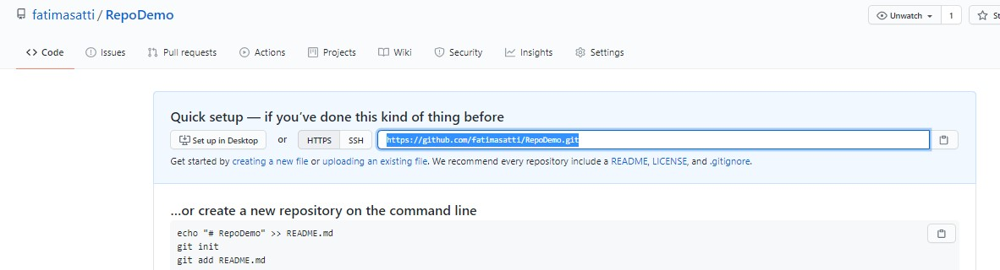 fatimasatti / RepoDemo
Unwatch 1 St
Code Issues Pull requests Actions Projects Wiki Security Insights Settings
Quick setup — if you’ve done this kind of thing before
Set up in Desktop or HTTPS SSH https://github.com/fatimasatti/RepoDemo.git
Get started by creating a new file or uploading an existing file. We recommend every repository include a README, LICENSE, and .gitignore.
…or create a new repository on the command line
echo "# RepoDemo" >> README.md
git init
git add README.md